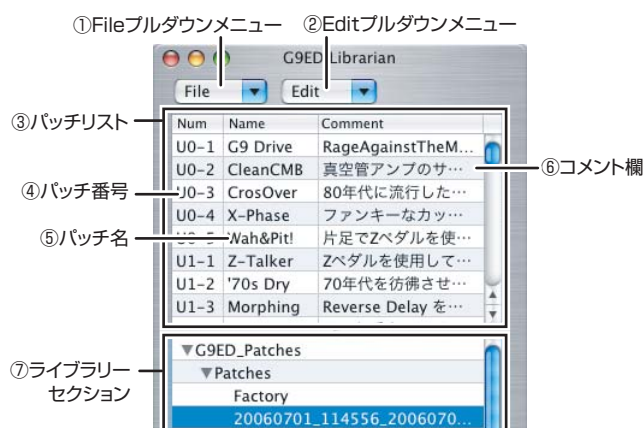 ①Fileプルダウンメニュー
②Editプルダウンメニュー
G9ED Librarian
File
Edit
③パッチリスト
Num Name Comment
U0-1 G9 Drive RageAgainstTheM...
U0-2 CleanCMB 真空管アンプのサ…
⑥コメント欄
④パッチ番号
U0-3 CrosOver 80年代に流行した…
U0-4 X-Phase ファンキーなカッ…
⑤パッチ名
U0-5 Wah&Pit! 片足でZペダルを使…
U1-1 Z-Talker Zペダルを使用して…
U1-2 '70s Dry 70年代を彷彿させ…
U1-3 Morphing Reverse Delay を…
▼G9ED_Patches
⑦ライブラリー
セクション
▼Patches
Factory
20060701_114556_2006070...